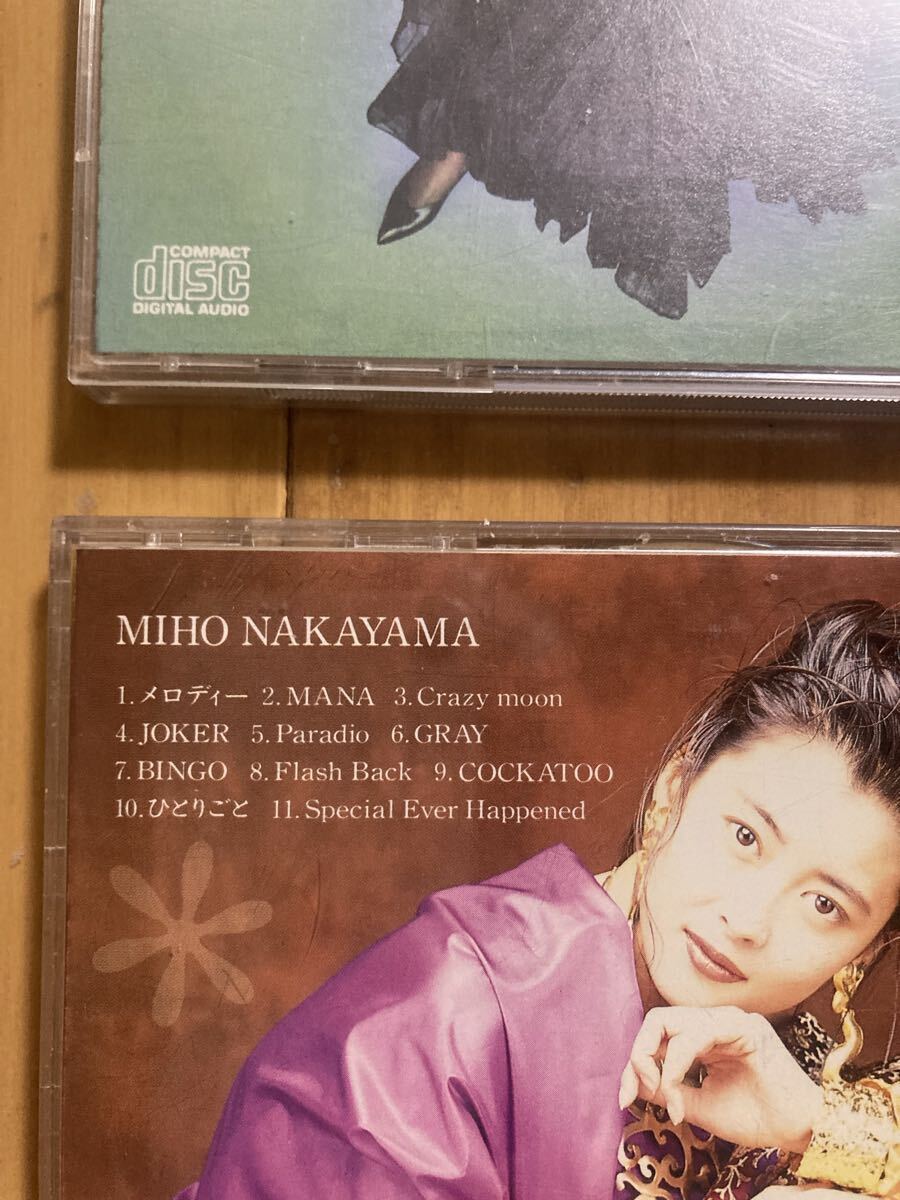 COMPACT
disc
DIGITAL AUDIO
MIHO NAKAYAMA
1.メロディー 2.MANA 3.Crazy moon
4.JOKER 5.Paradio 6.GRAY
7.BINGO 8.Flash Back 9.COCKATOO
10.ひとりごと 11.Special Ever Happened